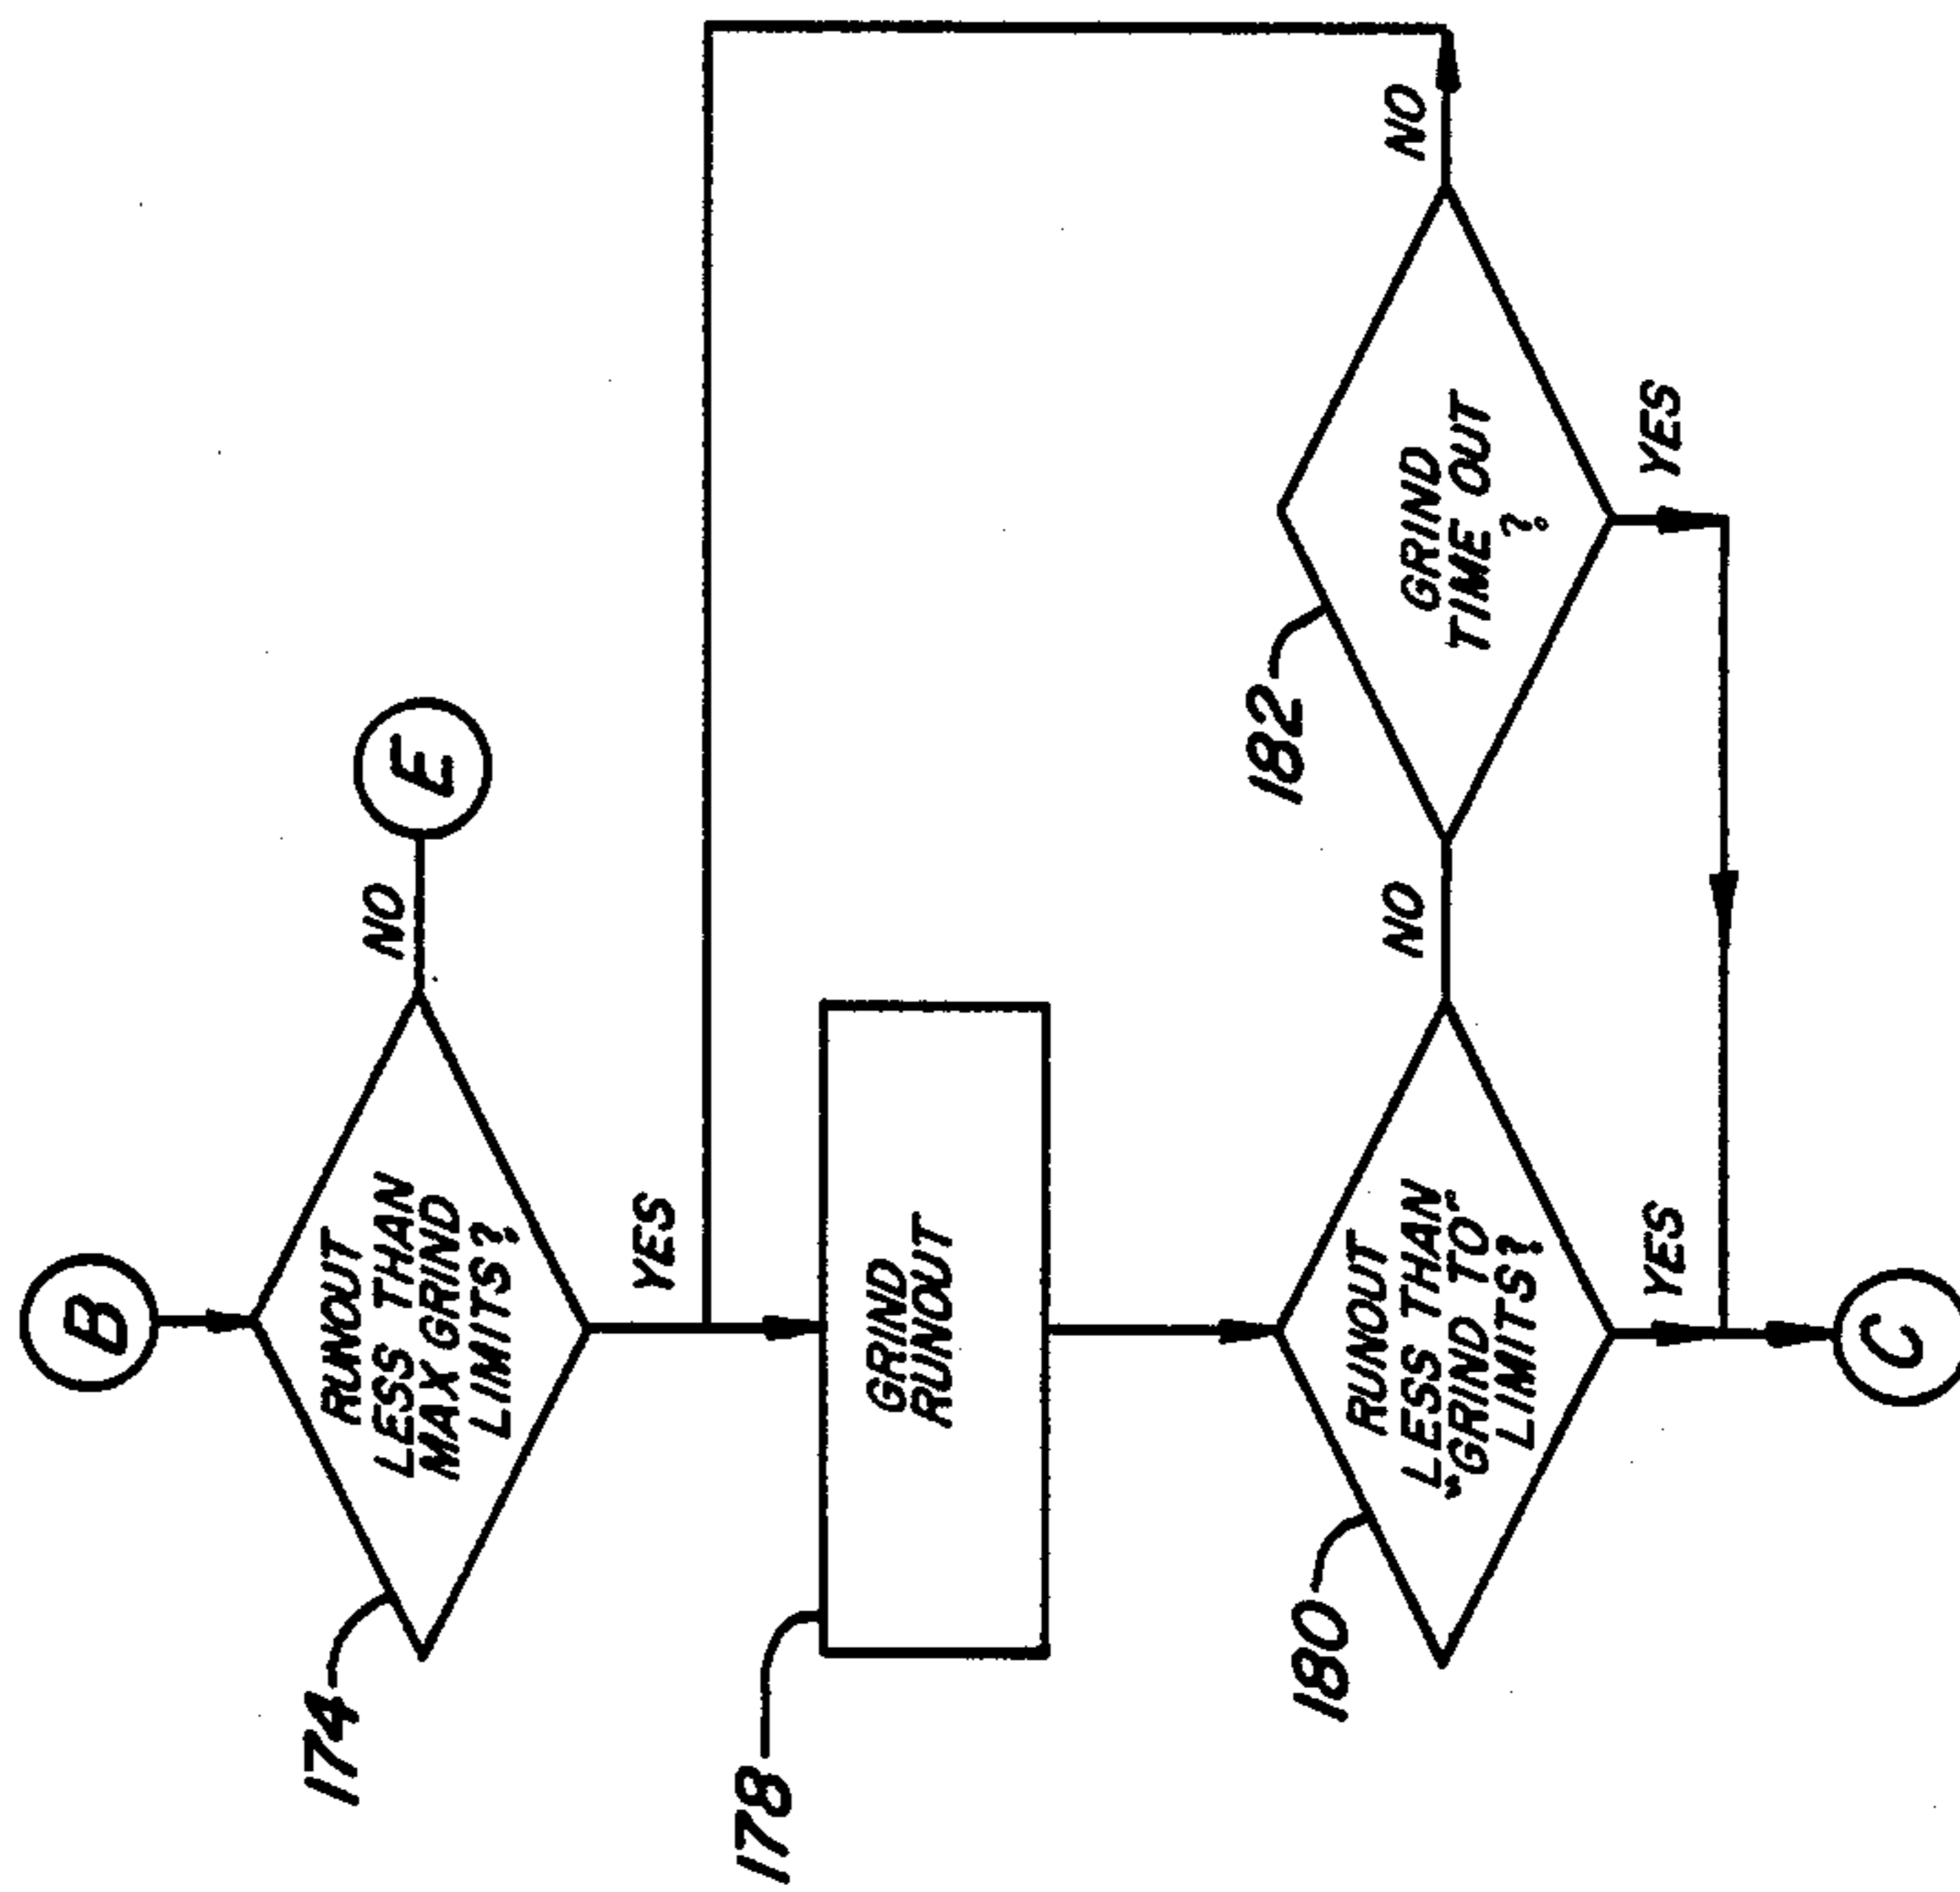 B
174
RUNOUT
LESS THAN
MAX GRIND
LIMITS?
NO
E
YES
178
GRIND
RUNOUT
180
RUNOUT
LESS THAN
"GRIND TO"
LIMITS?
NO
182
GRIND
TIME OUT
?
NO
YES
YES
C